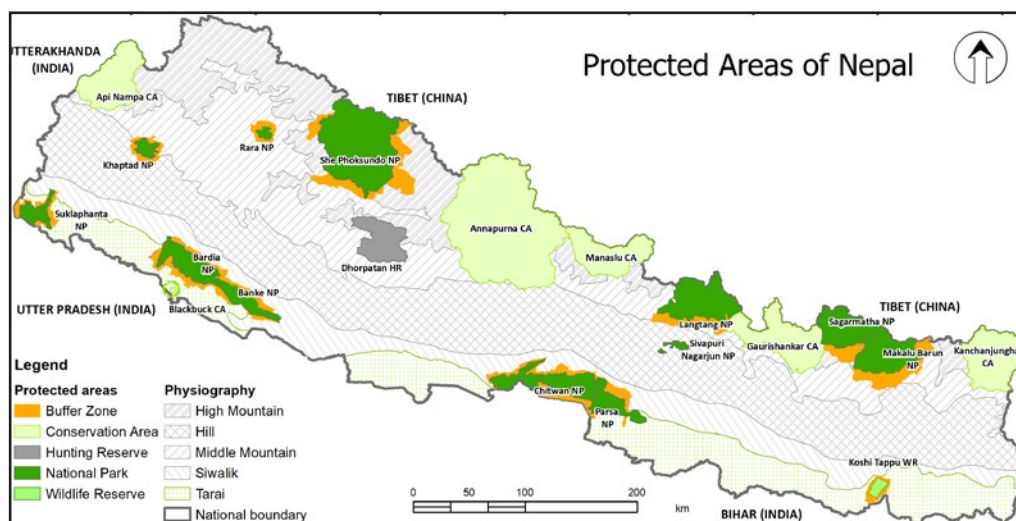 Protected Areas of Nepal
UTTERAKHANDA
(INDIA)
Api Nampa CA
TIBET (CHINA)
Khaptad NP
Rara NP
She Phoksundo NP
Suklaphanta
NP
Annapurna CA
Dhorpatan HR
Manaslu CA
Bardia
NP
Banke NP
Blackbuck CA
UTTER PRADESH (INDIA)
TIBET (CHINA)
Langtang NP
Sagarmatha NP
Sivapuri
Nagarjun NP
Gaurishankar CA
Makalu Barun
NP
Kanchanjungha
CA
Chitwan NP
Parsa
NP
Koshi Tappu WR
BIHAR (INDIA)
Legend
Protected areas
Buffer Zone
Conservation Area
Hunting Reserve
National Park
Wildlife Reserve
Physiography
High Mountain
Hill
Middle Mountain
Siwalik
Tarai
National boundary
0 50 100 200
km